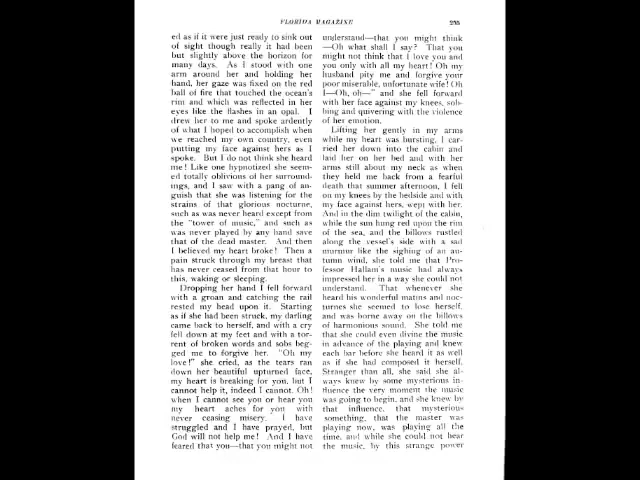 FLORIDA MAGAZINE 255
ed as if it were just ready to sink out
of sight though really it had been
but slightly above the horizon for
many days. As I stood with one
arm around her and holding her
hand, her gaze was fixed on the red
ball of fire that touched the ocean's
rim and which was reflected in her
eyes like the flashes in an opal. I
drew her to me and spoke ardently
of what I hoped to accomplish when
we reached my own country, even
putting my face against hers as I
spoke. But I do not think she heard
me! Like one hypnotized she seem-
ed totally oblivious of her surround-
ings, and I saw with a pang of an-
guish that she was listening for the
strains of that glorious nocturne,
such as was never heard except from
the "tower of music," and such as
was never played by any hand save
that of the dead master. And then
I believed my heart broke! Then a
pain struck through my breast that
has never ceased from that hour to
this, waking or sleeping.
Dropping her hand I fell forward
with a groan and catching the rail
rested my head upon it. Starting
as if she had been struck, my darling
came back to herself, and with a cry
fell down at my feet and with a tor-
rent of broken words and sobs beg-
ged me to forgive her. "Oh my
love!" she cried, as the tears ran
down her beautiful upturned face,
my heart is breaking for you, but I
cannot help it, indeed I cannot. Oh!
when I cannot see you or hear you
my heart aches for you with
never ceasing misery. I have
struggled and I have prayed, but
God will not help me! And I have
feared that you—that you might not
understand—that you might think
—Oh what shall I say? That you
might not think that I love you and
you only with all my heart! Oh my
husband pity me and forgive your
poor miserable, unfortunate wife! Oh
I—Oh, oh—" and she fell forward
with her face against my knees, sob-
bing and quivering with the violence
of her emotion.
Lifting her gently in my arms
while my heart was bursting, I car-
ried her down into the cabin and
laid her on her bed and with her
arms still about my neck as when
they held me back from a fearful
death that summer afternoon, I fell
on my knees by the bedside and with
my face against hers, wept with her.
And in the dim twilight of the cabin,
while the sun hung red upon the rim
of the sea, and the billows rustled
along the vessel's side with a sad
murmur like the sighing of an au-
tumn wind, she told me that Pro-
fessor Hallam's music had always
impressed her in a way she could not
understand. That whenever she
heard his wonderful matins and noc-
turnes she seemed to lose herself,
and was borne away on the billows
of harmonious sound. She told me
that she could even divine the music
in advance of the playing and knew
each bar before she heard it as well
as if she had composed it herself.
Stranger than all, she said she al-
ways knew by some mysterious in-
fluence the very moment the music
was going to begin, and she knew by
that influence, that mysterious
something, that the master was
playing now, was playing all the
time, and while she could not hear
the music, by this strange power